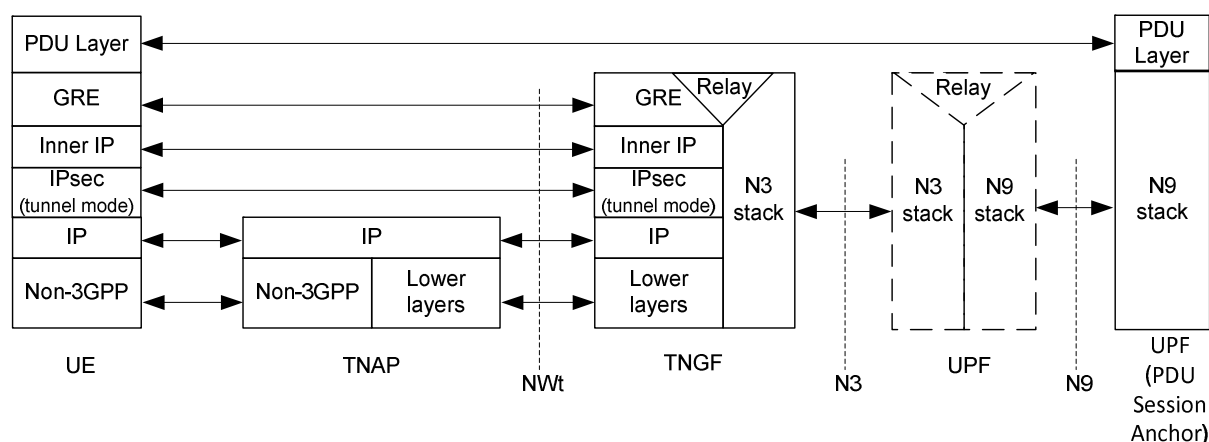 PDU Layer
PDU
Layer
GRE
GRE
Relay
Relay
Inner IP
Inner IP
IPsec
(tunnel mode)
IPsec
(tunnel mode)
N3
stack
N3
stack
N9
stack
N9
stack
IP
IP
IP
Non-3GPP
Non-3GPP
Lower
layers
Lower
layers
UE
TNAP
NWt
TNGF
N3
UPF
N9
UPF
(PDU
Session
Anchor)